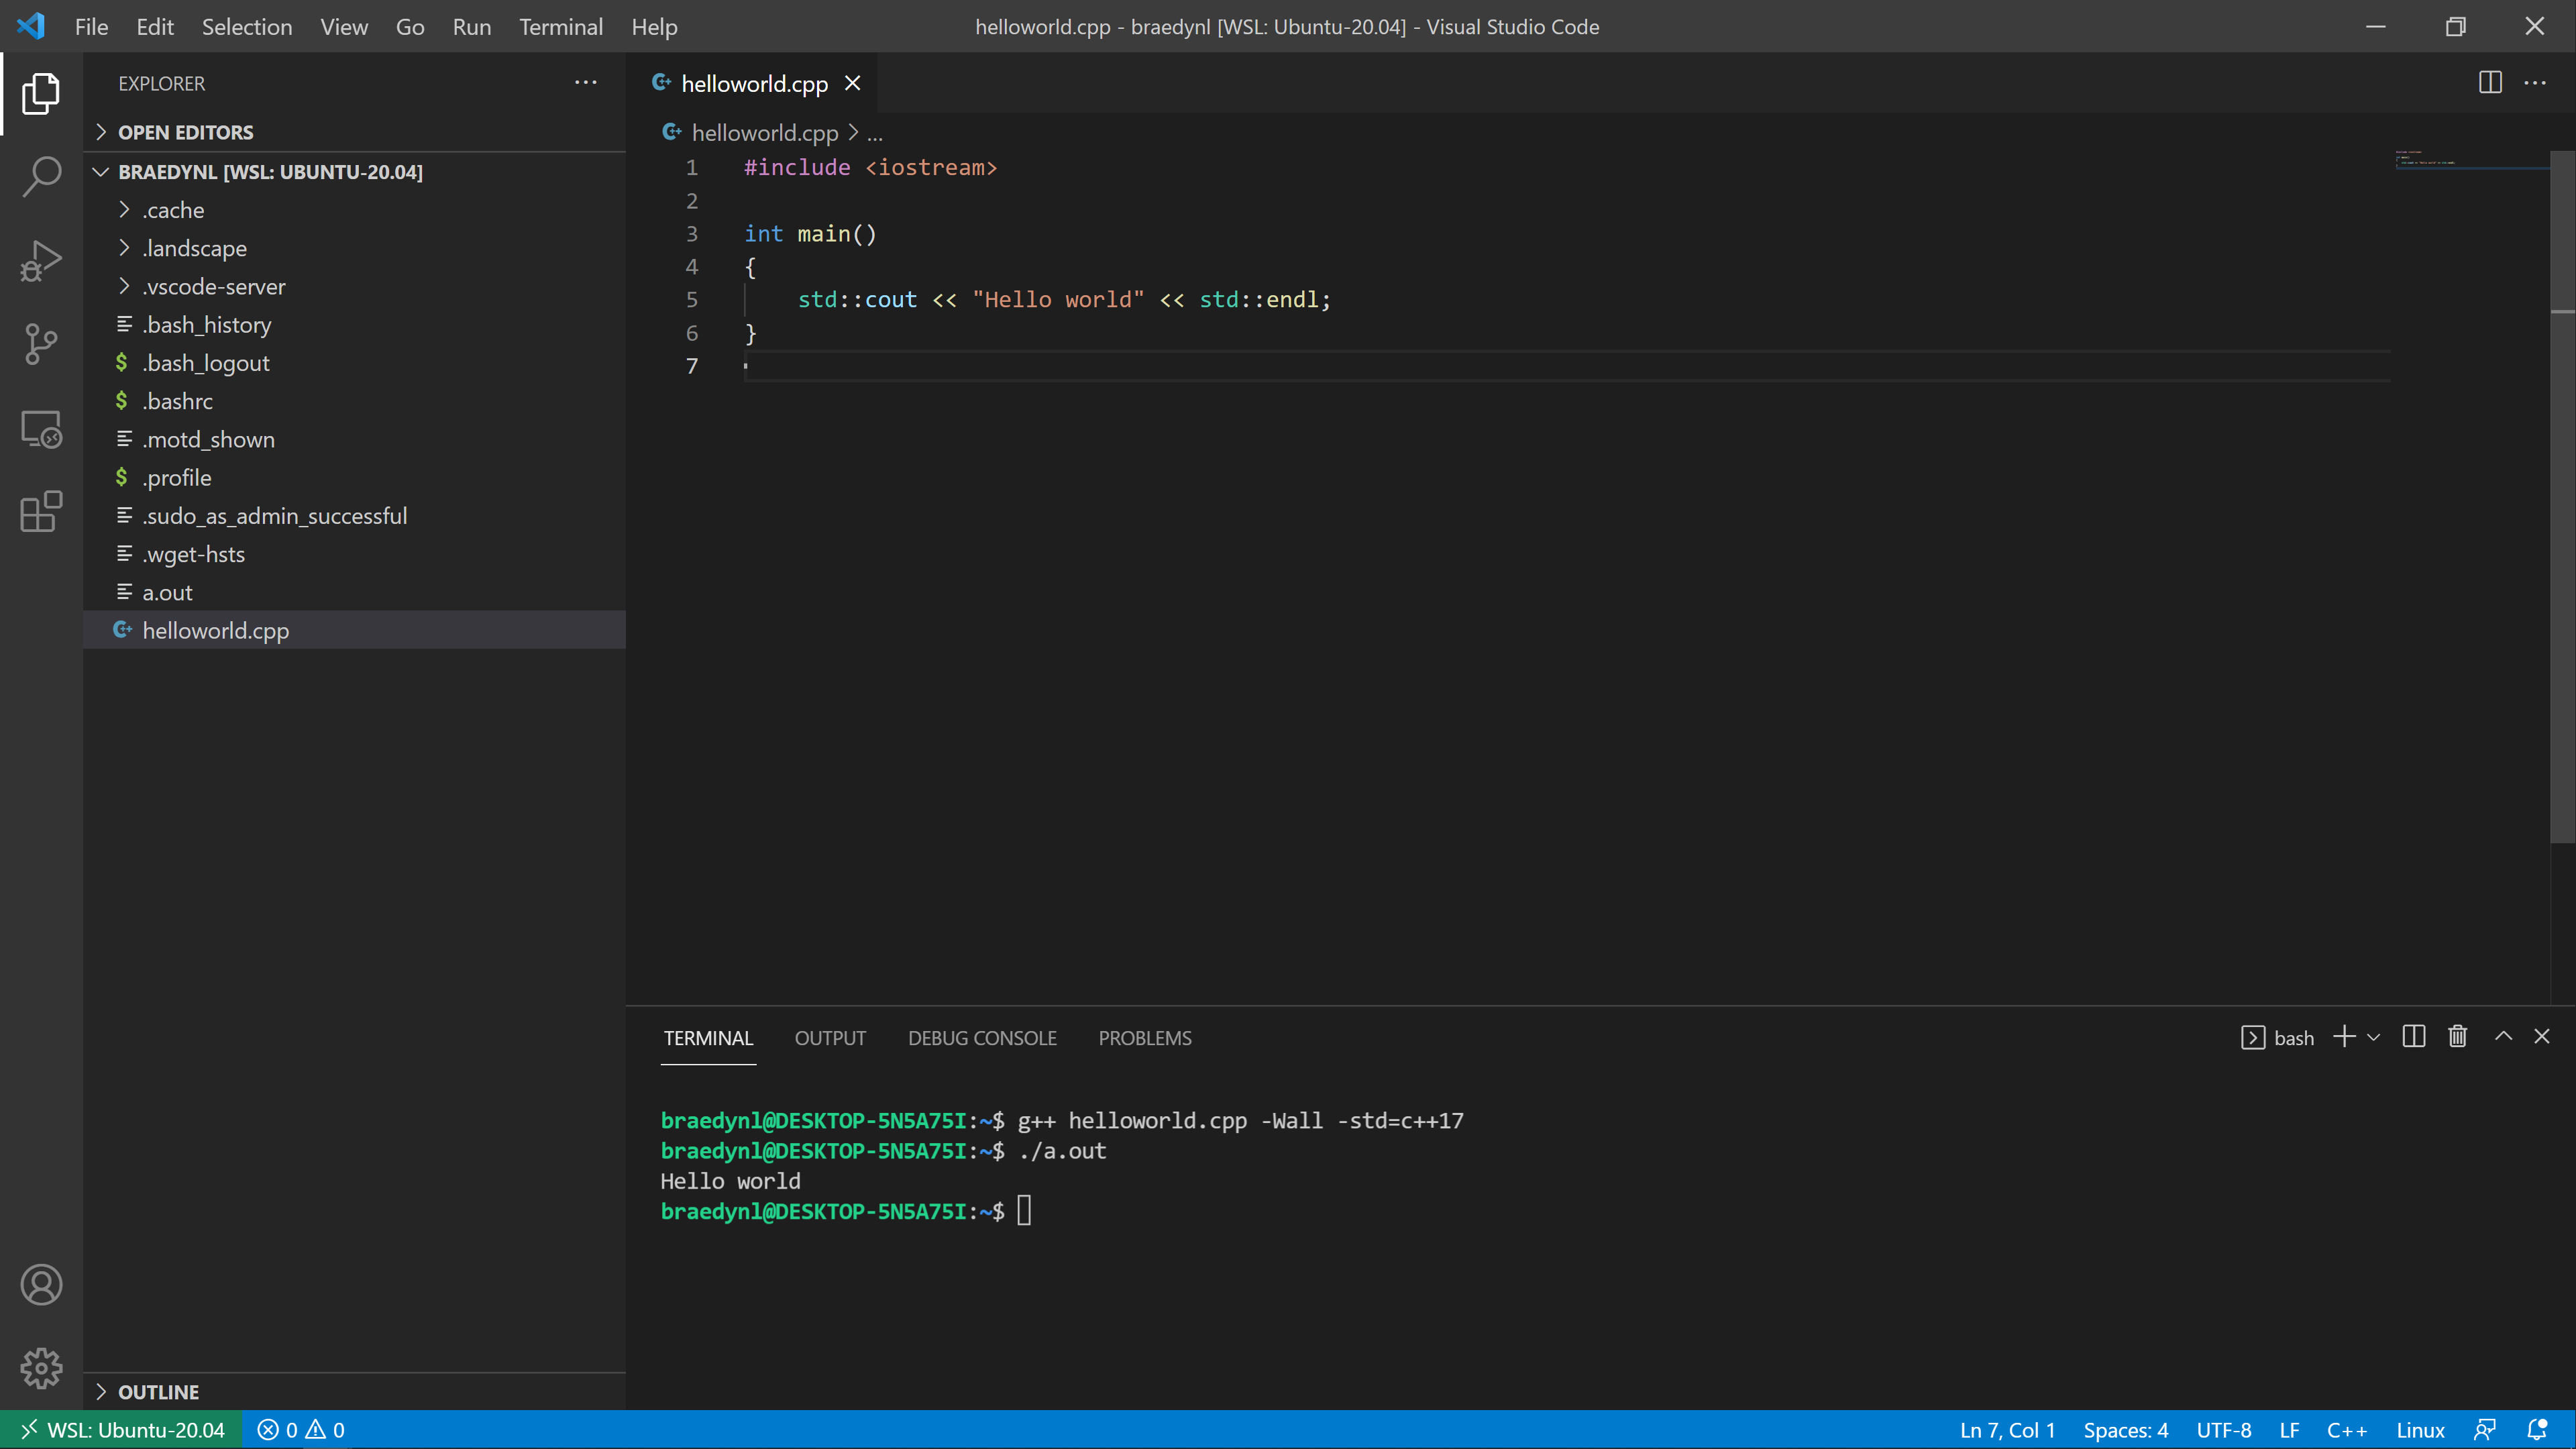 File Edit Selection View Go Run Terminal Help
helloworld.cpp - braedynl [WSL: Ubuntu-20.04] - Visual Studio Code
EXPLORER
OPEN EDITORS
BRAEDYNL [WSL: UBUNTU-20.04]
.cache
.landscape
.vscode-server
.bash_history
$ .bash_logout
$ .bashrc
.motd_shown
$ .profile
.sudo_as_admin_successful
.wget-hsts
a.out
helloworld.cpp
OUTLINE
helloworld.cpp
helloworld.cpp > ...
1 #include <iostream>
2
3 int main()
4 {
5 std::cout << "Hello world" << std::endl;
6 }
7
TERMINAL OUTPUT DEBUG CONSOLE PROBLEMS
bash
braedynl@DESKTOP-5N5A75I:~$ g++ helloworld.cpp -Wall -std=c++17
braedynl@DESKTOP-5N5A75I:~$ ./a.out
Hello world
braedynl@DESKTOP-5N5A75I:~$
WSL: Ubuntu-20.04 0 0
Ln 7, Col 1 Spaces: 4 UTF-8 LF C++ Linux